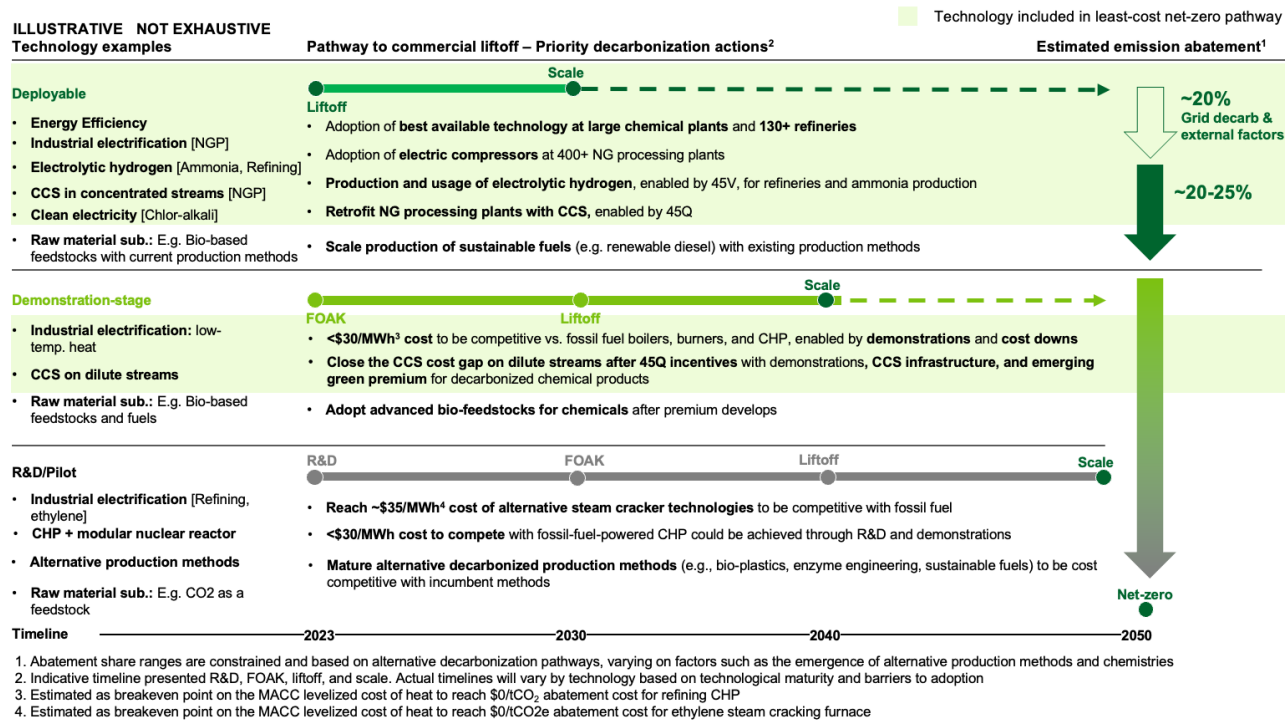 Technology included in least-cost net-zero pathway
ILLUSTRATIVE NOT EXHAUSTIVE
Technology examples
Pathway to commercial liftoff – Priority decarbonization actions2
Estimated emission abatement1
Deployable
Liftoff
Scale
• Energy Efficiency
• Industrial electrification [NGP]
• Electrolytic hydrogen [Ammonia, Refining]
• CCS in concentrated streams [NGP]
• Clean electricity [Chlor-alkali]
• Raw material sub.: E.g. Bio-based
feedstocks with current production methods
• Adoption of best available technology at large chemical plants and 130+ refineries
• Adoption of electric compressors at 400+ NG processing plants
• Production and usage of electrolytic hydrogen, enabled by 45V, for refineries and ammonia production
• Retrofit NG processing plants with CCS, enabled by 45Q
• Scale production of sustainable fuels (e.g. renewable diesel) with existing production methods
~20%
Grid decarb &
external factors
~20-25%
Demonstration-stage
FOAK
Liftoff
Scale
• Industrial electrification: low-
temp. heat
• CCS on dilute streams
• Raw material sub.: E.g. Bio-based
feedstocks and fuels
• <$30/MWh3 cost to be competitive vs. fossil fuel boilers, burners, and CHP, enabled by demonstrations and cost downs
• Close the CCS cost gap on dilute streams after 45Q incentives with demonstrations, CCS infrastructure, and emerging
green premium for decarbonized chemical products
• Adopt advanced bio-feedstocks for chemicals after premium develops
R&D/Pilot
R&D
FOAK
Liftoff
Scale
• Industrial electrification [Refining,
ethylene]
• CHP + modular nuclear reactor
• Alternative production methods
• Raw material sub.: E.g. CO2 as a
feedstock
• Reach ~$35/MWh4 cost of alternative steam cracker technologies to be competitive with fossil fuel
• <$30/MWh cost to compete with fossil-fuel-powered CHP could be achieved through R&D and demonstrations
• Mature alternative decarbonized production methods (e.g., bio-plastics, enzyme engineering, sustainable fuels) to be cost
competitive with incumbent methods
Net-zero
Timeline
2023
2030
2040
2050
1. Abatement share ranges are constrained and based on alternative decarbonization pathways, varying on factors such as the emergence of alternative production methods and chemistries
2. Indicative timeline presented R&D, FOAK, liftoff, and scale. Actual timelines will vary by technology based on technological maturity and barriers to adoption
3. Estimated as breakeven point on the MACC levelized cost of heat to reach $0/tCO2 abatement cost for refining CHP
4. Estimated as breakeven point on the MACC levelized cost of heat to reach $0/tCO2e abatement cost for ethylene steam cracking furnace